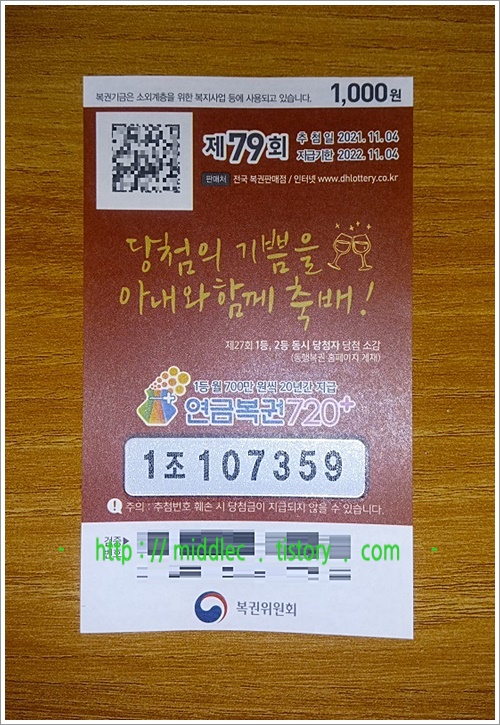 복권기금은 소외계층을 위한 복지사업 등에 사용되고 있습니다. 1,000원
제79회 추 첨 일 2021. 11. 04
지급기한 2022. 11. 04
판매처 전국 복권판매점 / 인터넷 www.dhlottery.co.kr
당첨의 기쁨을
아내와 함께 축배!
제27회 1등, 2등 동시 당첨자 당첨 소감
(동행복권 홈페이지 게재)
1등 월 700만 원씩 20년간 지급
연금복권720+
1조 107359
! 주의 : 추첨번호 훼손 시 당첨금이 지급되지 않을 수 있습니다.
검증
번호
http : // middlec . tistory . com
복권위원회